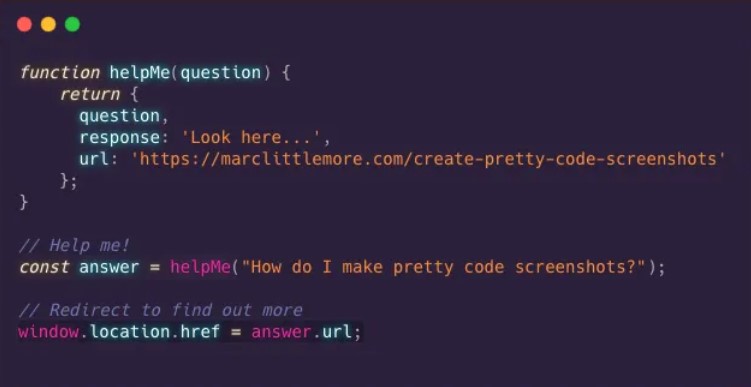 function helpMe(question) {
    return {
      question,
      response: 'Look here...',
      url: 'https://marclittlemore.com/create-pretty-code-screenshots'
    };
}

// Help me!
const answer = helpMe("How do I make pretty code screenshots?");

// Redirect to find out more
window.location.href = answer.url;